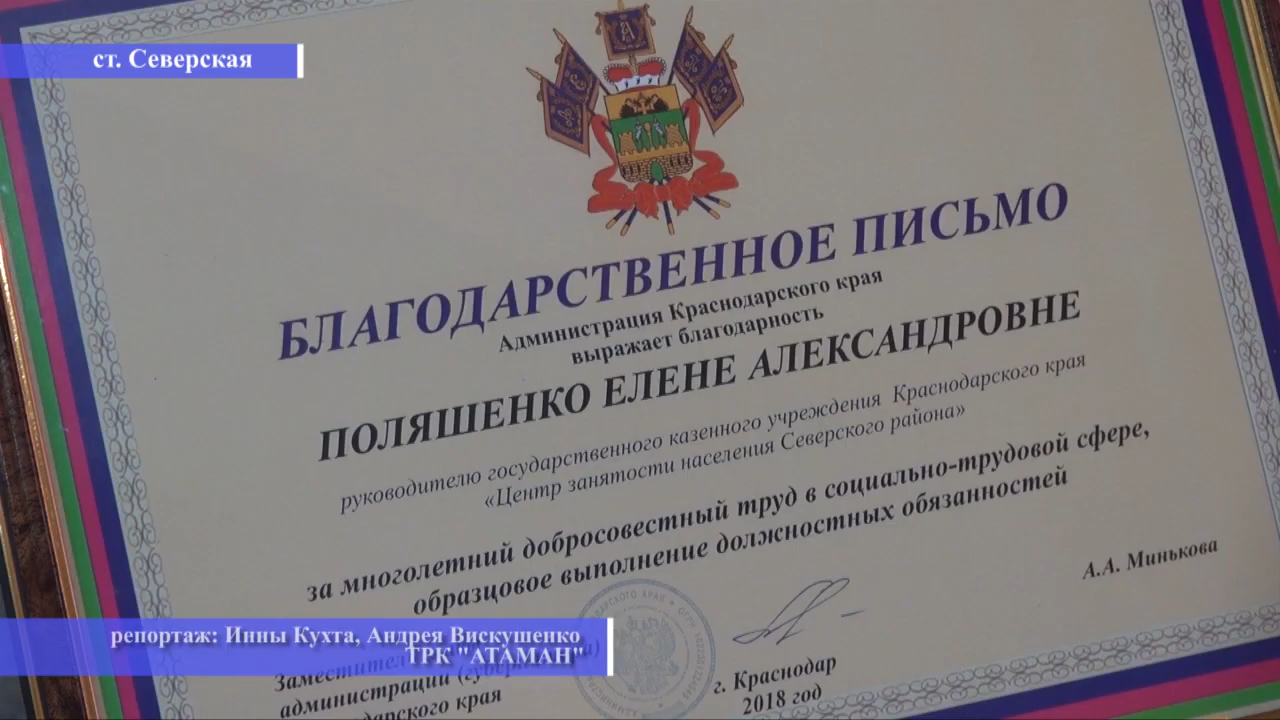 ст. Северская
БЛАГОДАРСТВЕННОЕ ПИСЬМО
Администрация Краснодарского края
выражает благодарность
ПОЛЯШЕНКО ЕЛЕНЕ АЛЕКСАНДРОВНЕ
руководителю государственного казенного учреждения Краснодарского края
«Центр занятости населения Северского района»
за многолетний добросовестный труд в социально-трудовой сфере,
образцовое выполнение должностных обязанностей
А.А. Минькова
репортаж: Инны Кухта, Андрея Вискушенко
ТРК "АТАМАН"
администрации
края
г. Краснодар
2018 год